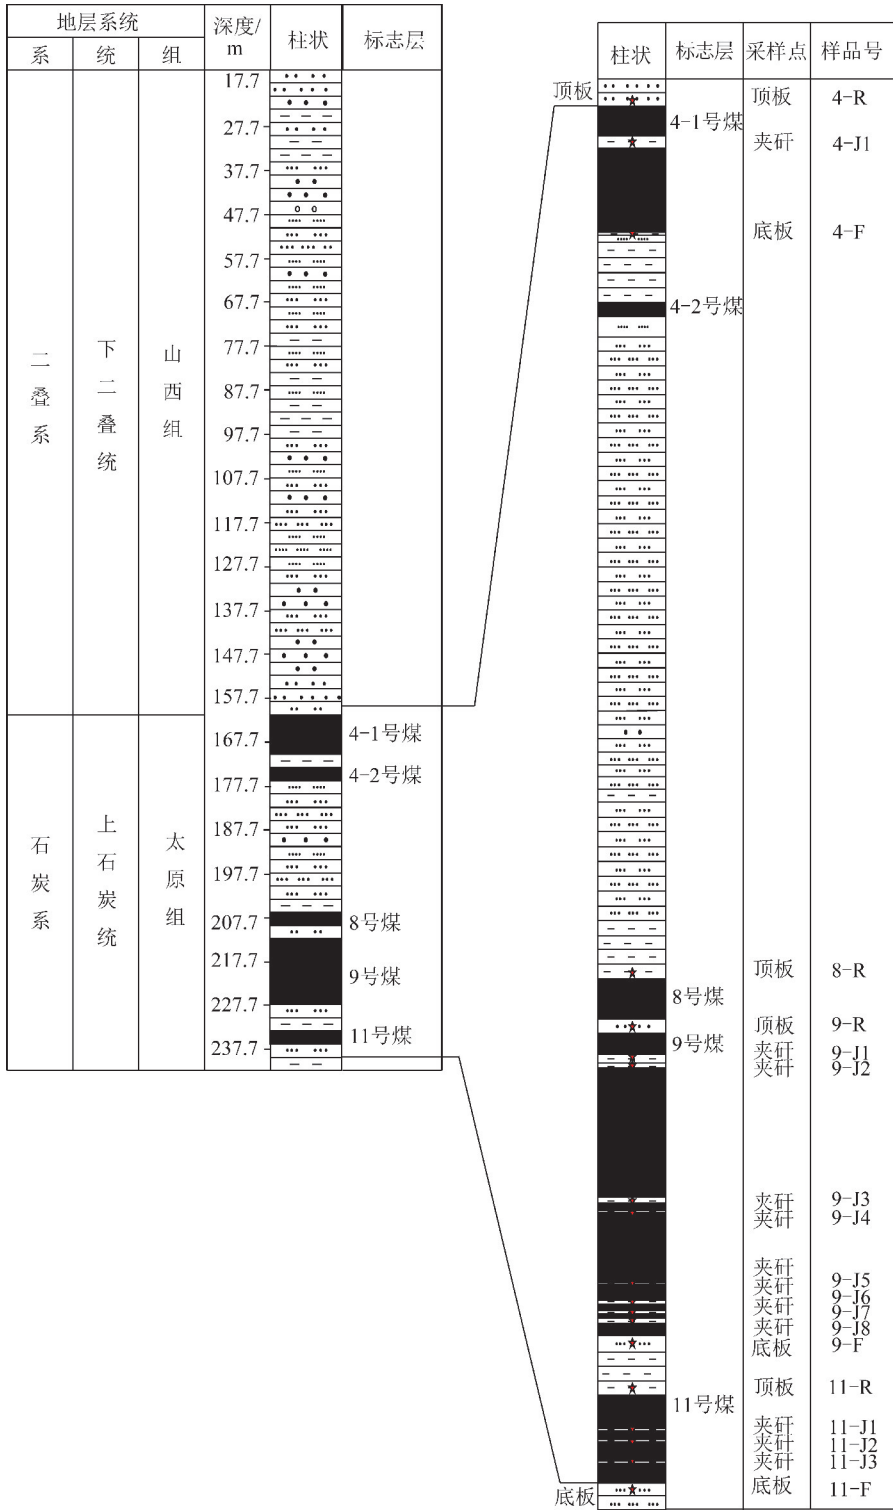 地层系统
系
统
组
深度/
m
柱状
标志层
17.7
27.7
37.7
47.7
57.7
67.7
77.7
87.7
97.7
107.7
117.7
127.7
137.7
147.7
157.7
167.7
177.7
187.7
197.7
207.7
217.7
227.7
237.7
二叠系
下二叠统
山西组
石炭系
上石炭统
太原组
4-1号煤
4-2号煤
8号煤
9号煤
11号煤
柱状
标志层
采样点
样品号
顶板
顶板
4-R
4-1号煤
夹矸
4-J1
底板
4-F
4-2号煤
顶板
8-R
8号煤
顶板
9-R
9号煤
夹矸
9-J1
夹矸
9-J2
夹矸
9-J3
夹矸
9-J4
夹矸
9-J5
夹矸
9-J6
夹矸
9-J7
夹矸
9-J8
底板
9-F
顶板
11-R
11号煤
夹矸
11-J1
夹矸
11-J2
夹矸
11-J3
底板
11-F
底板